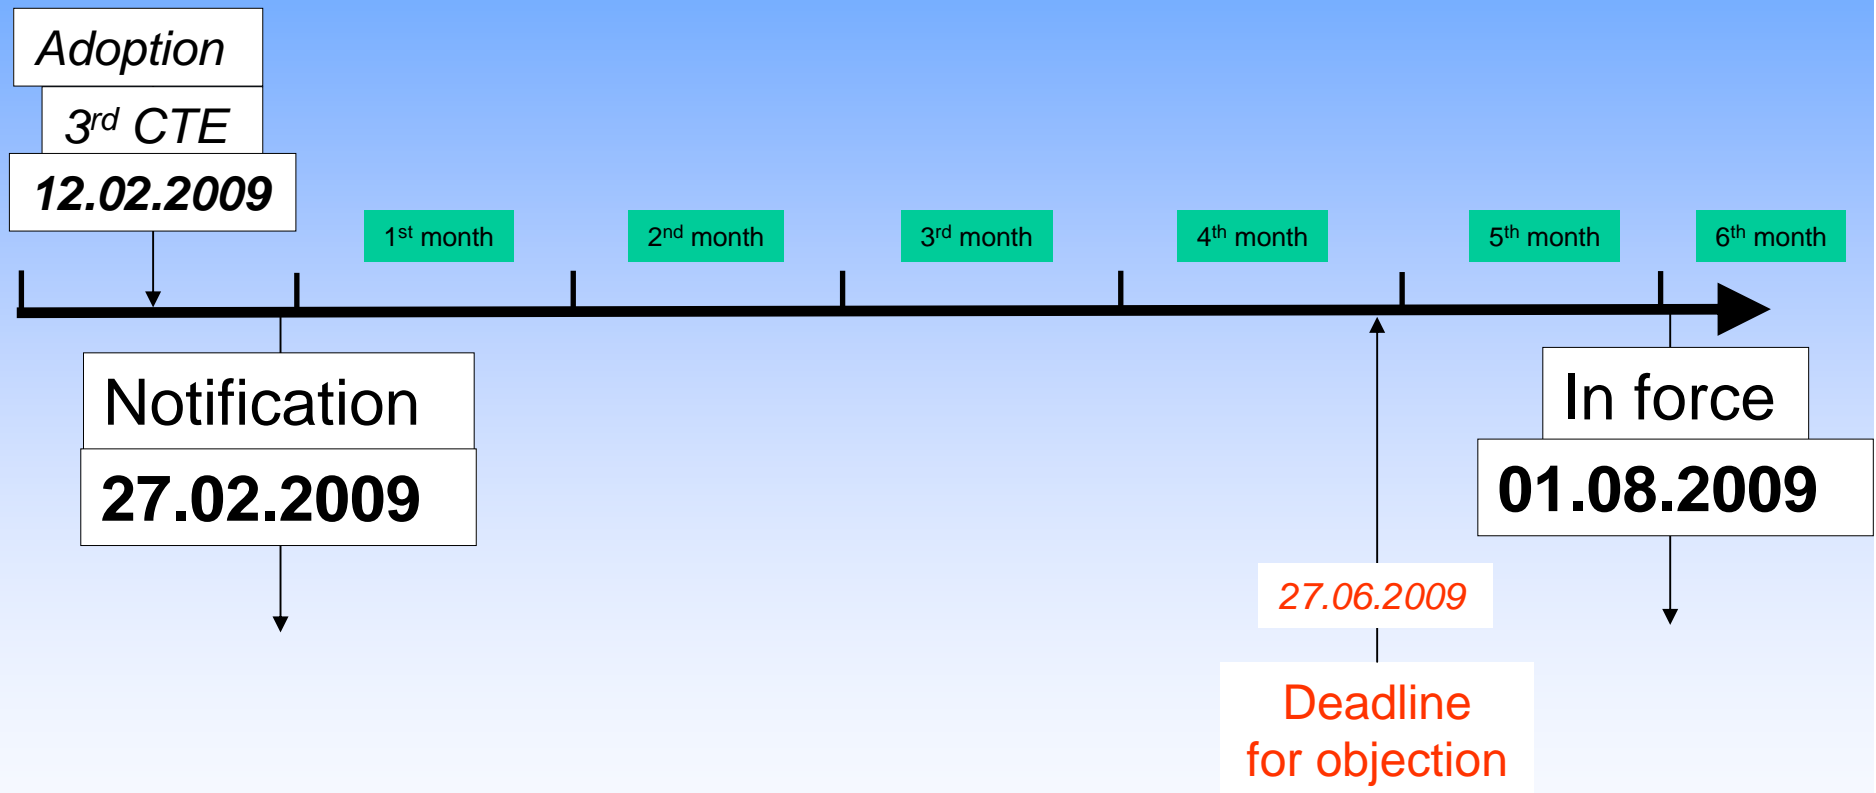 Adoption
3rd CTE
12.02.2009
1st month
2nd month
3rd month
4th month
5th month
6th month
Notification
27.02.2009
In force
01.08.2009
27.06.2009
Deadline
for objection